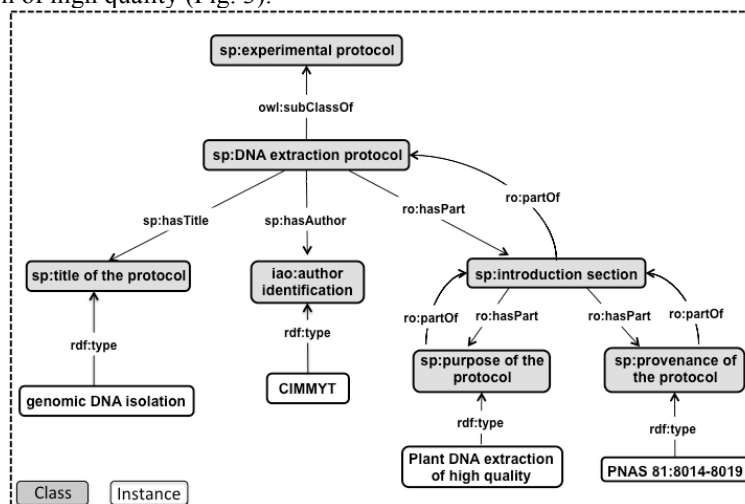 of high quality (Fig. 3).
sp:experimental protocol
owl:subClassOf
sp:DNA extraction protocol
ro:partOf
sp:hasTitle
sp:hasAuthor
ro:hasPart
sp:title of the protocol
iao:author
identification
sp:introduction section
ro:partOf
ro:hasPart
ro:hasPart
ro:partOf
rdf:type
rdf:type
sp:purpose of the
protocol
sp:provenance of
the protocol
genomic DNA isolation
CIMMYT
rdf:type
rdf:type
Plant DNA extraction
of high quality
PNAS 81:8014-8019
Class
Instance